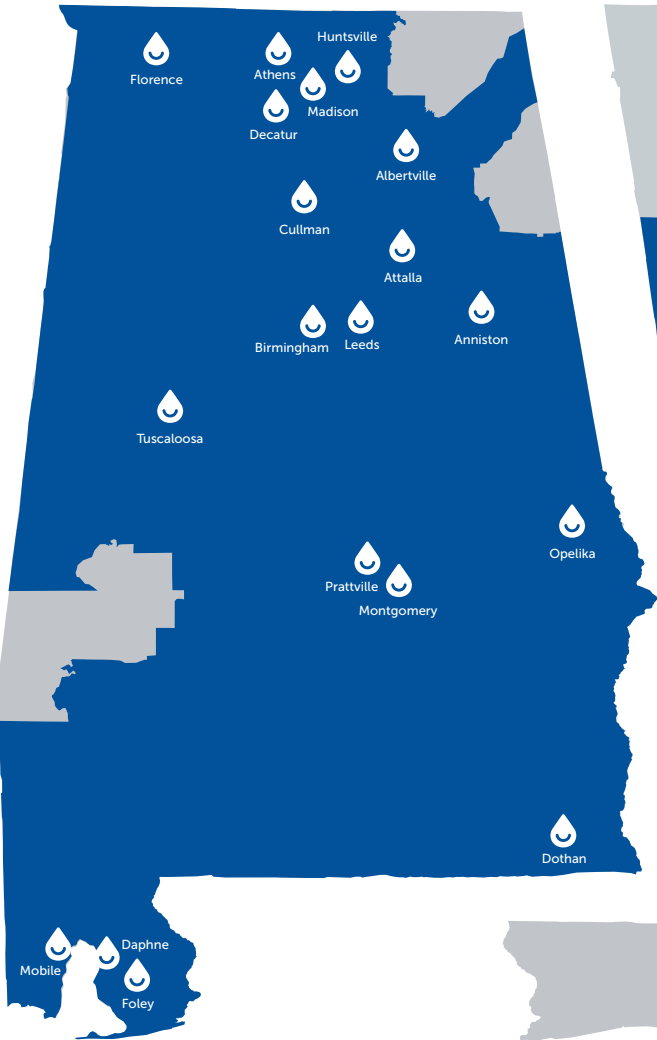 Huntsville
Florence
Athens
Madison
Decatur
Albertville
Cullman
Attalla
Birmingham
Leeds
Anniston
Tuscaloosa
Opelika
Prattville
Montgomery
Dothan
Daphne
Mobile
Foley